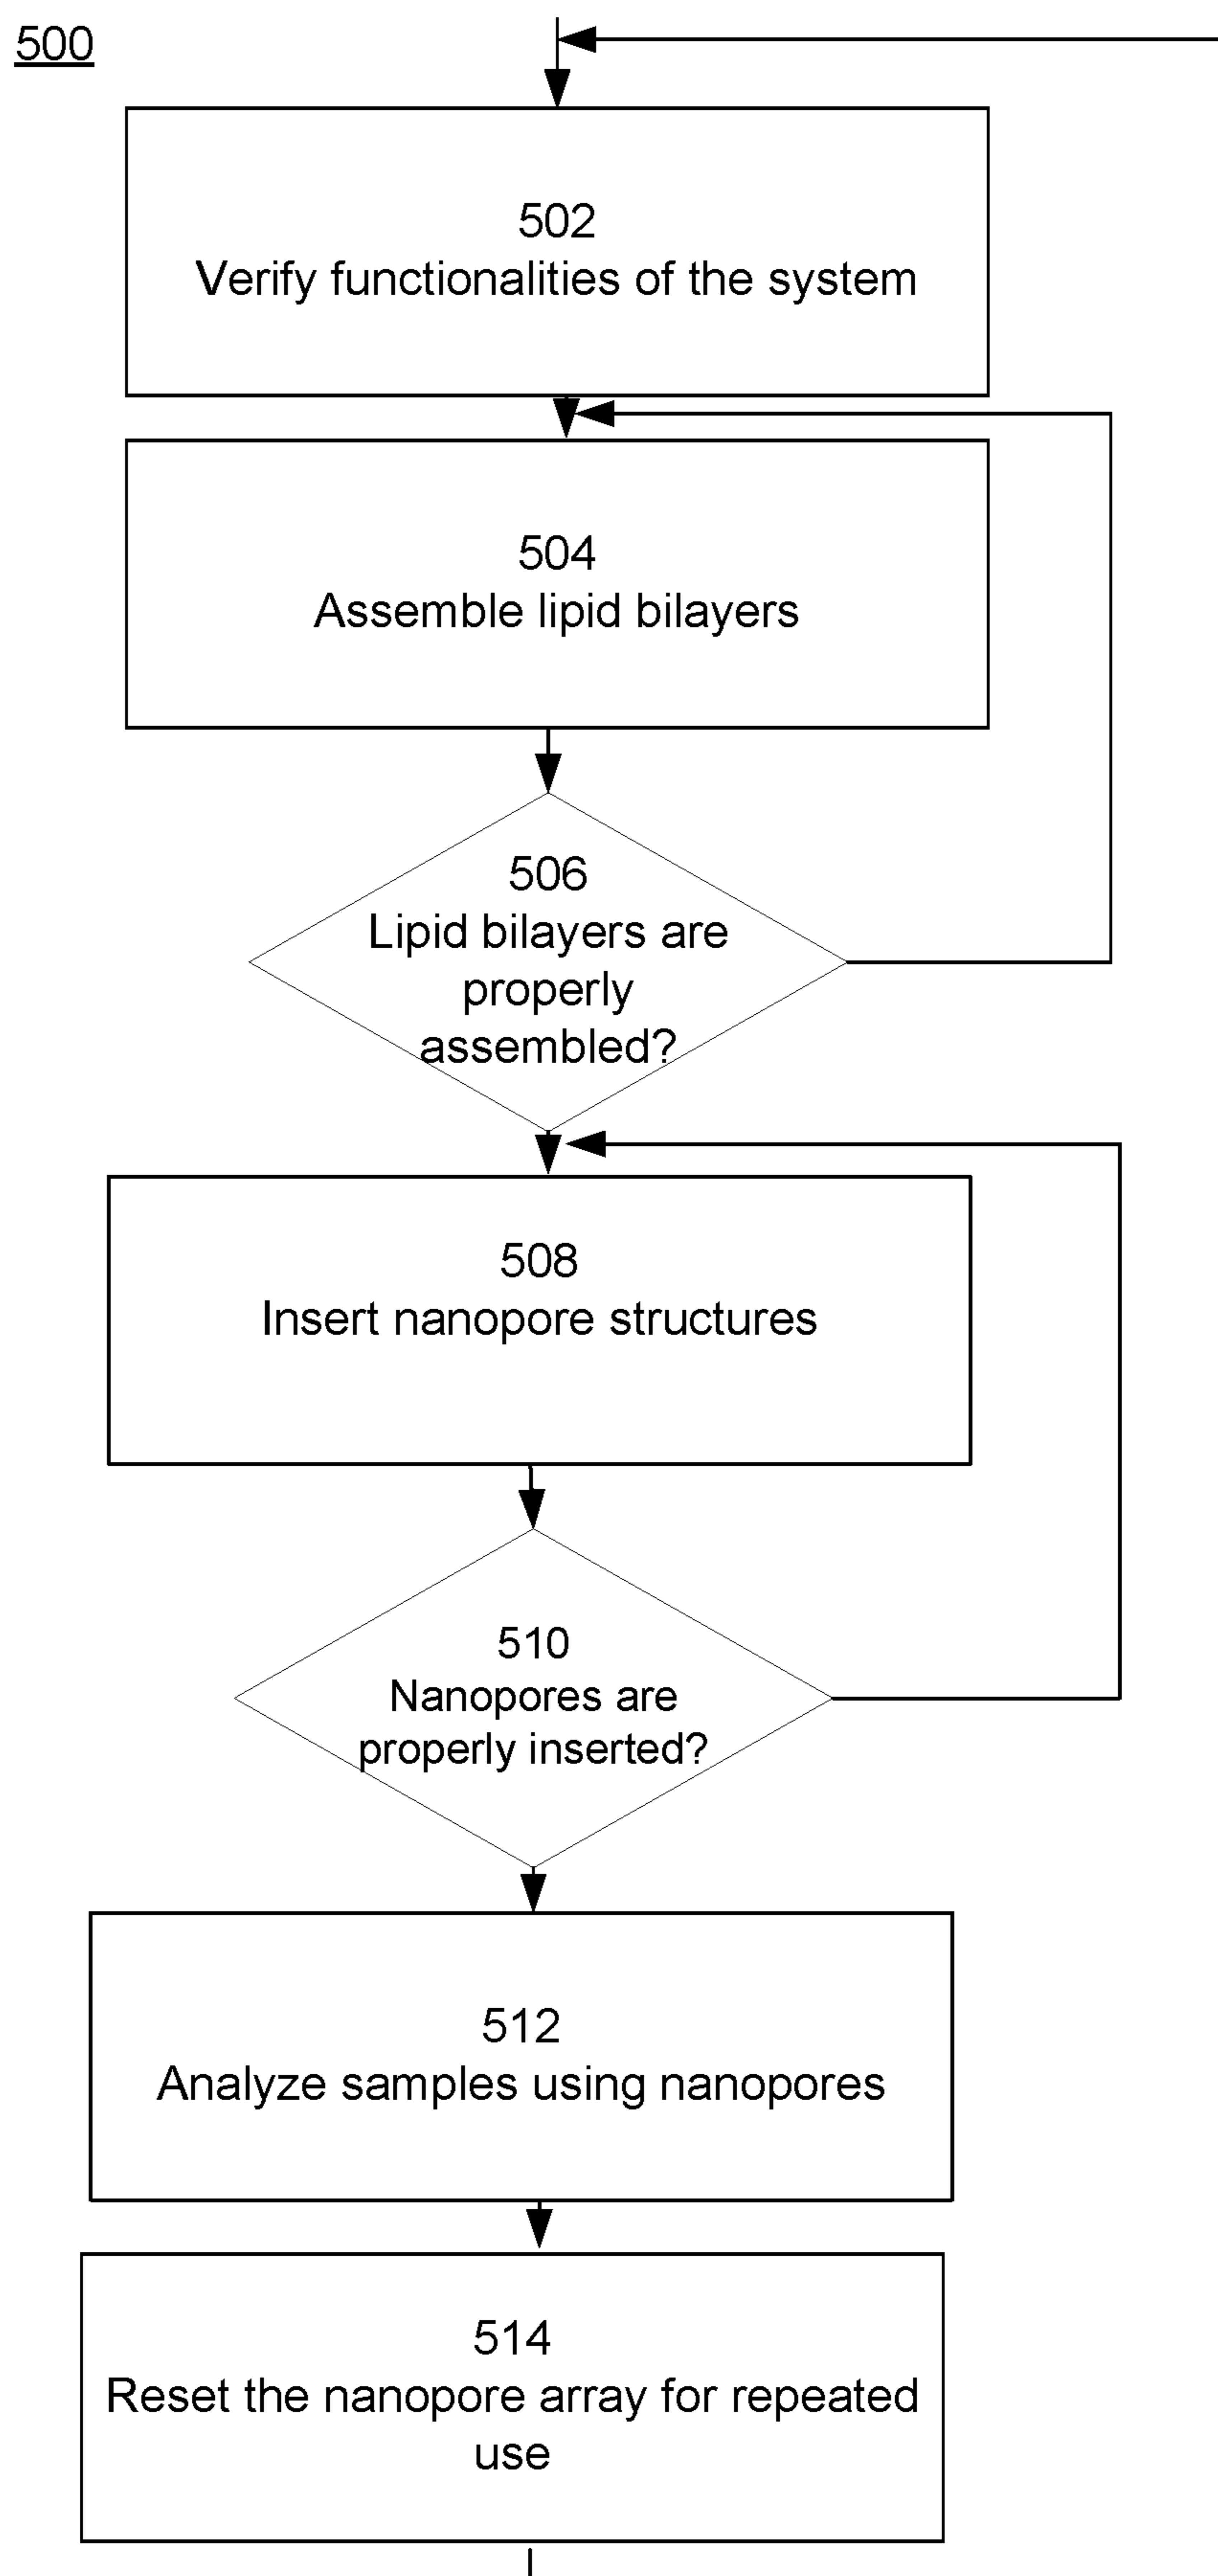 500
502
Verify functionalities of the system
504
Assemble lipid bilayers
506
Lipid bilayers are
properly
assembled?
508
Insert nanopore structures
510
Nanopores are
properly inserted?
512
Analyze samples using nanopores
514
Reset the nanopore array for repeated
use